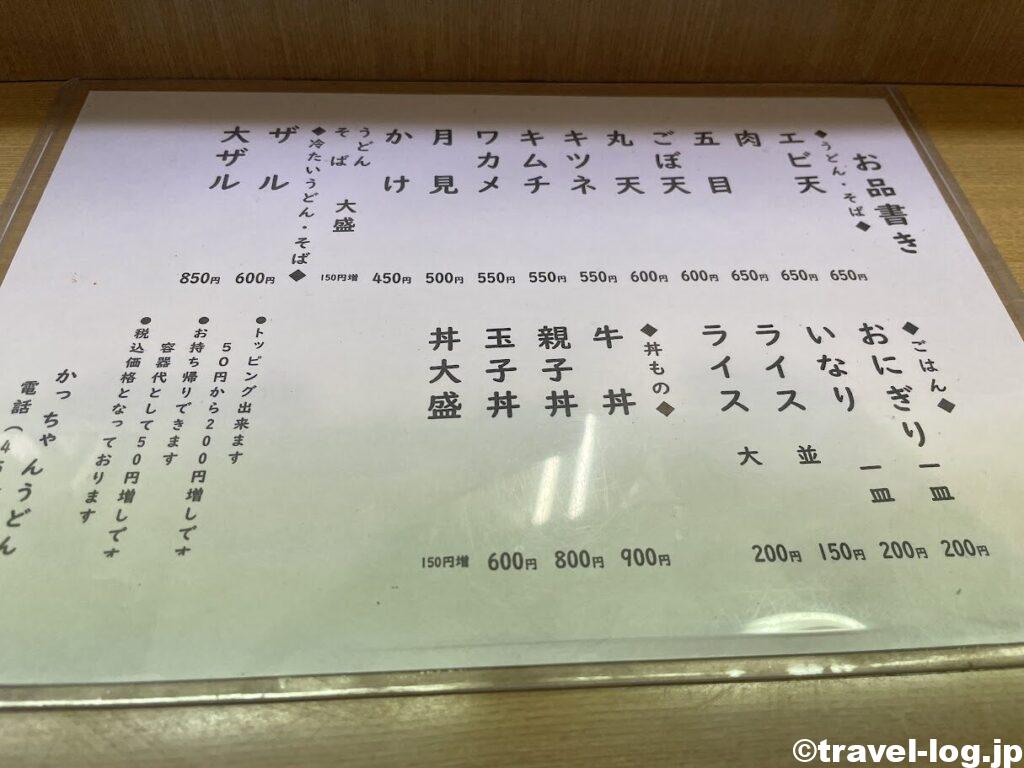 お品書き
◆うどん・そば◆
エビ天 650円
肉 650円
五目 650円
ごぼ天 600円
丸天 600円
キツネ 550円
キムチ 550円
ワカメ 550円
月見 500円
かけ 450円
うどん そば 大盛 150円増
◆冷たいうどん・そば◆
ザル 600円
大ザル 850円
◆ごはん◆
おにぎり 一皿 200円
いなり 一皿 200円
ライス 並 150円
ライス 大 200円
◆丼もの◆
牛丼 900円
親子丼 800円
玉子丼 600円
丼大盛 150円増
●トッピング出来ます
５０円から200円増しです
●お持ち帰りできます
容器代として50円増しです
●税込価格となっております
かっちゃんうどん
電話(45
©travel-log.jp